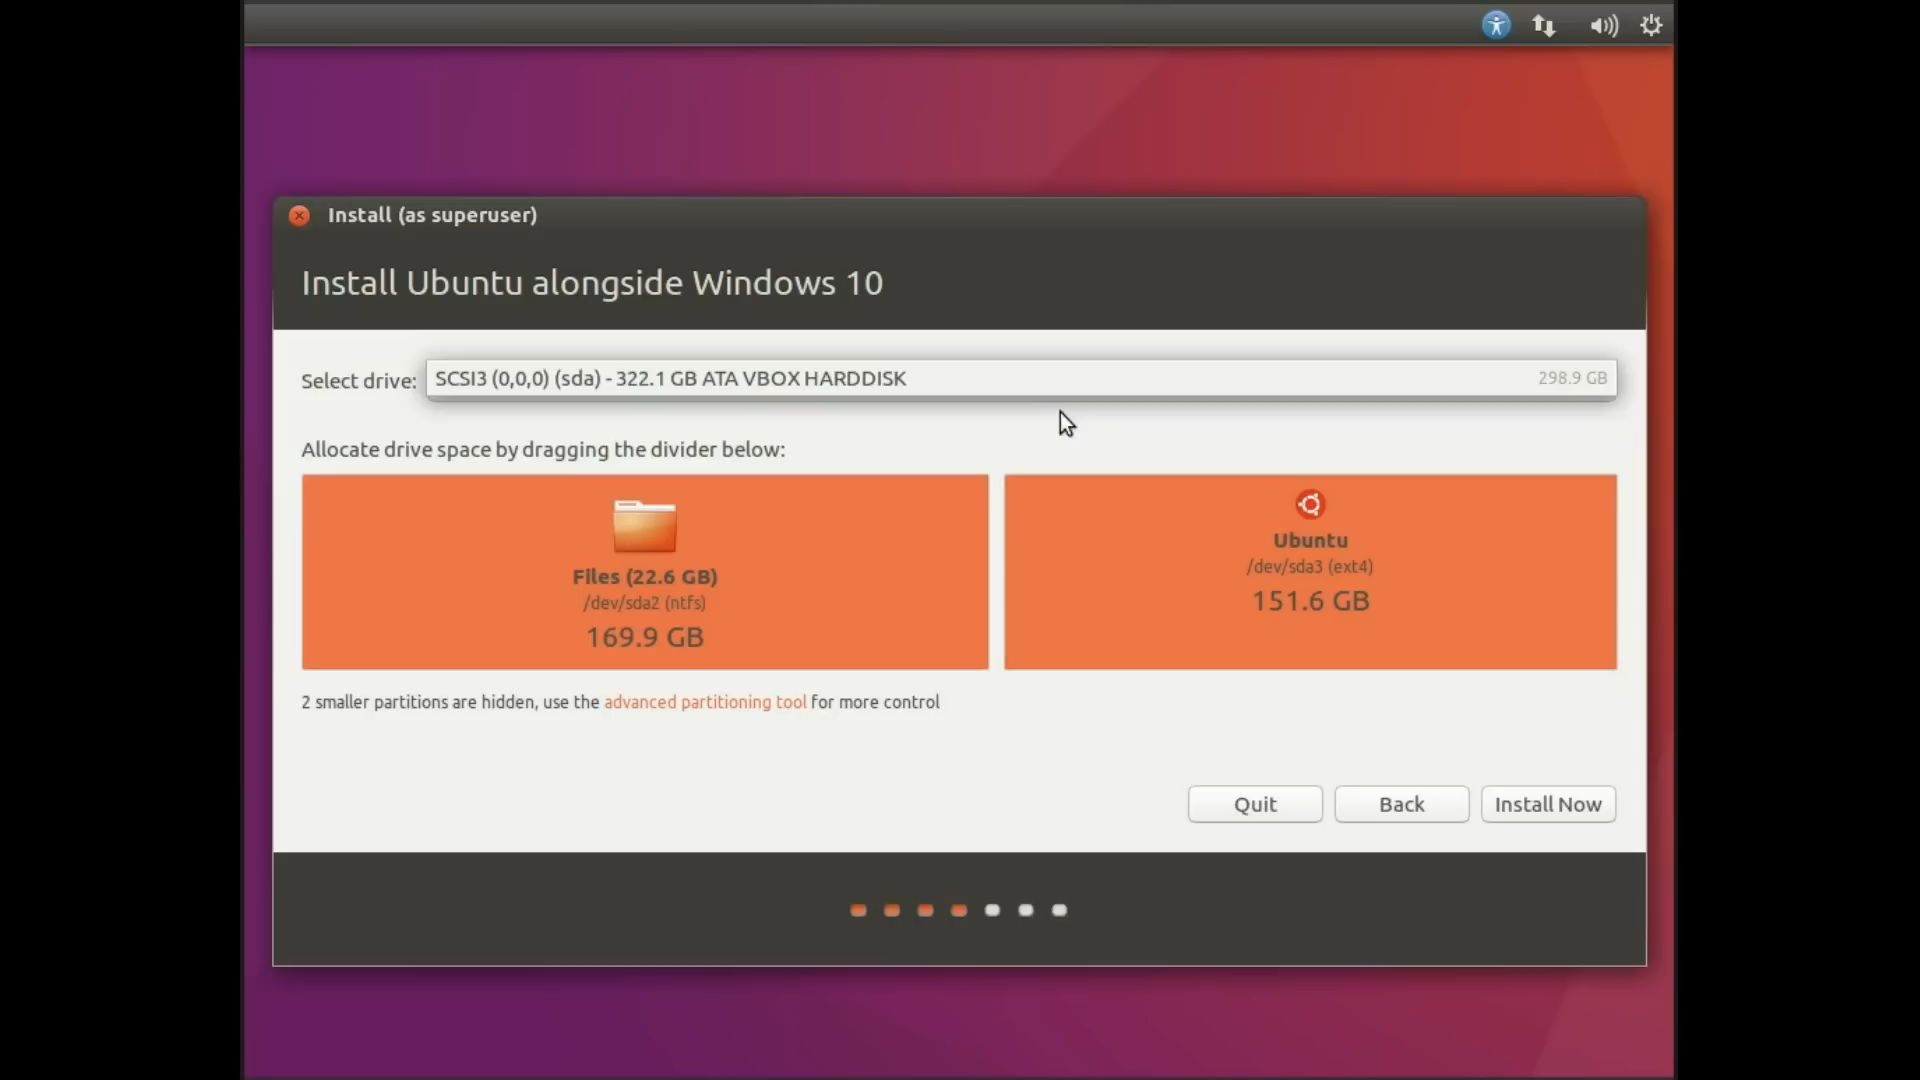 Install (as superuser)
Install Ubuntu alongside Windows 10
Select drive: SCSI3 (0,0,0) (sda) - 322.1 GB ATA VBOX HARDDISK 298.9 GB
Allocate drive space by dragging the divider below:
Files (22.6 GB)
/dev/sda2 (ntfs)
169.9 GB
Ubuntu
/dev/sda3 (ext4)
151.6 GB
2 smaller partitions are hidden, use the advanced partitioning tool for more control
Quit Back Install Now